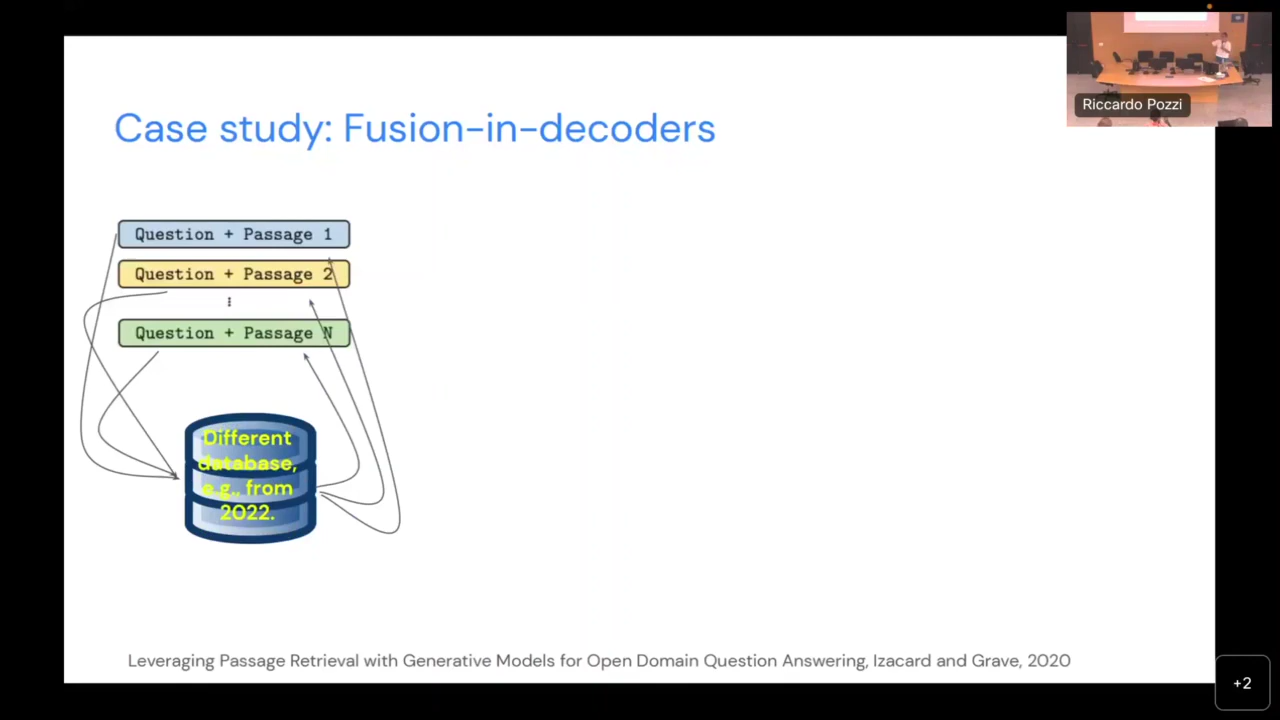 Riccardo Pozzi
Case study: Fusion-in-decoders
Question + Passage 1
Question + Passage 2
⋮
Question + Passage N
Different
database,
e.g., from
2022.
Leveraging Passage Retrieval with Generative Models for Open Domain Question Answering, Izacard and Grave, 2020
+2